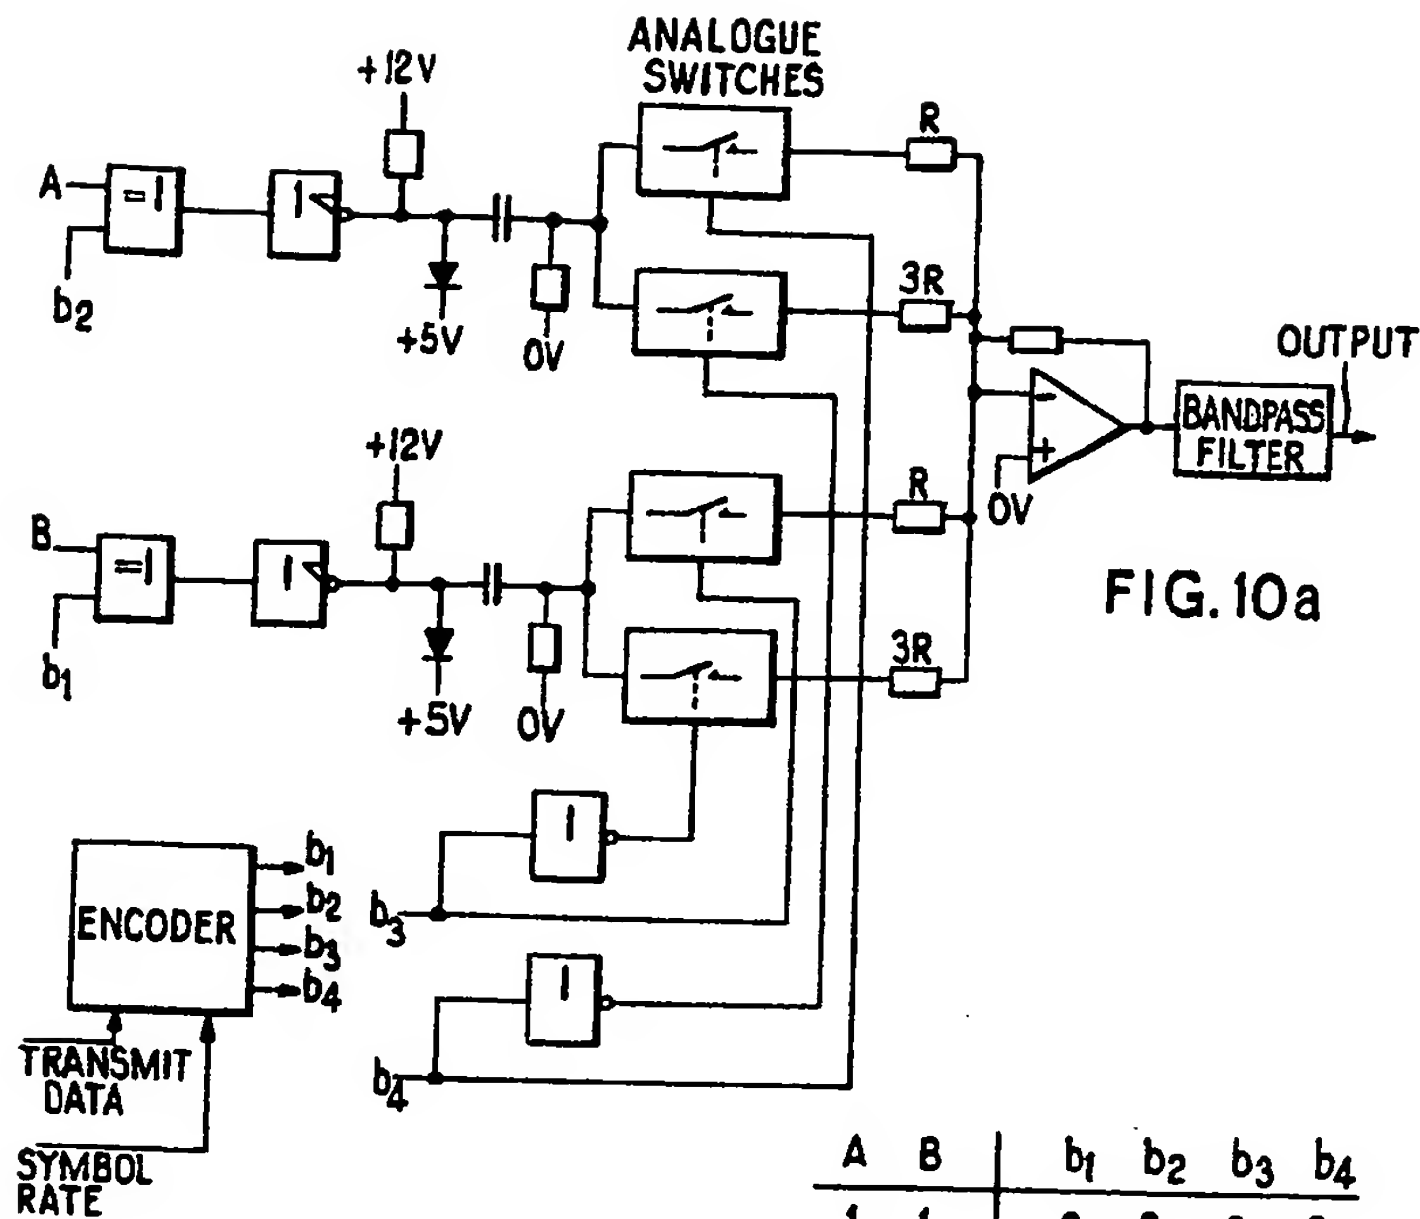 ANALOGUE
SWITCHES
+12V
R
A
=1
1
b2
+5V
0V
3R
OUTPUT
BANDPASS
FILTER
-
+
0V
+12V
R
B
=1
1
b1
+5V
0V
3R
FIG. 10a
1
b3
1
b4
ENCODER
b1
b2
b3
b4
TRANSMIT
DATA
SYMBOL
RATE
A B b1 b2 b3 b4